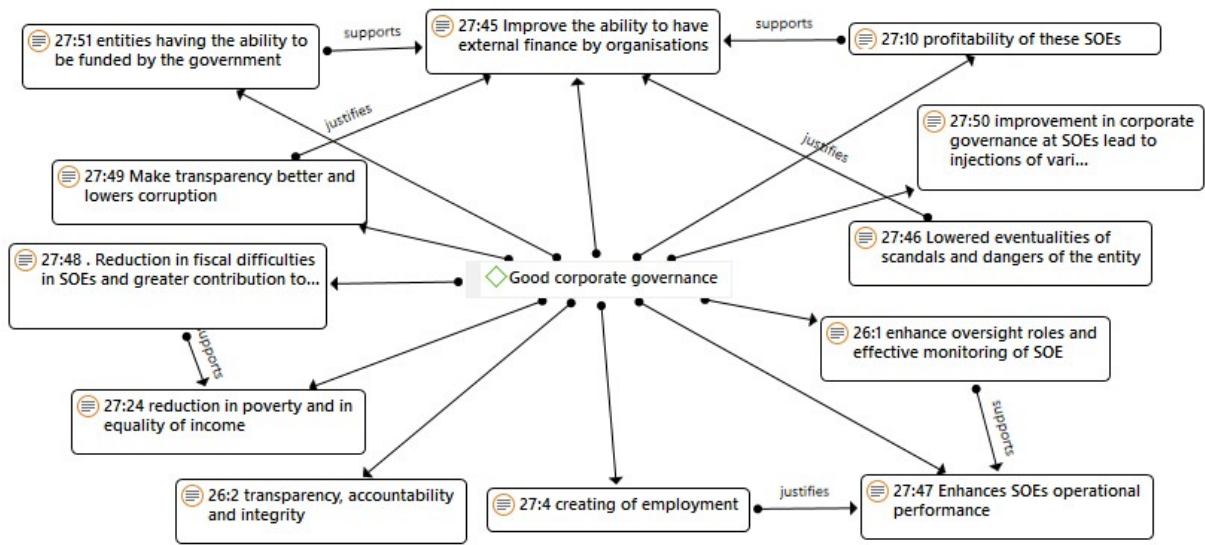 27:51 entities having the ability to
be funded by the government
supports
27:45 Improve the ability to have
external finance by organisations
supports
27:10 profitability of these SOEs
justifies
justifies
27:50 improvement in corporate
governance at SOEs lead to
injections of vari...
27:49 Make transparency better and
lowers corruption
27:46 Lowered eventualities of
scandals and dangers of the entity
27:48 . Reduction in fiscal difficulties
in SOEs and greater contribution to...
Good corporate governance
26:1 enhance oversight roles and
effective monitoring of SOE
supports
supports
27:24 reduction in poverty and in
equality of income
26:2 transparency, accountability
and integrity
27:4 creating of employment
justifies
27:47 Enhances SOEs operational
performance